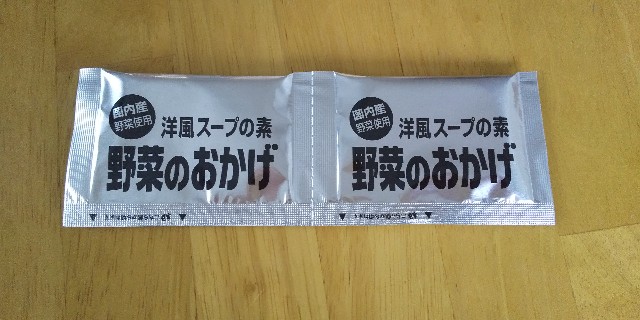 国内産
野菜使用
洋風スープの素
野菜のおかげ
国内産
野菜使用
洋風スープの素
野菜のおかげ